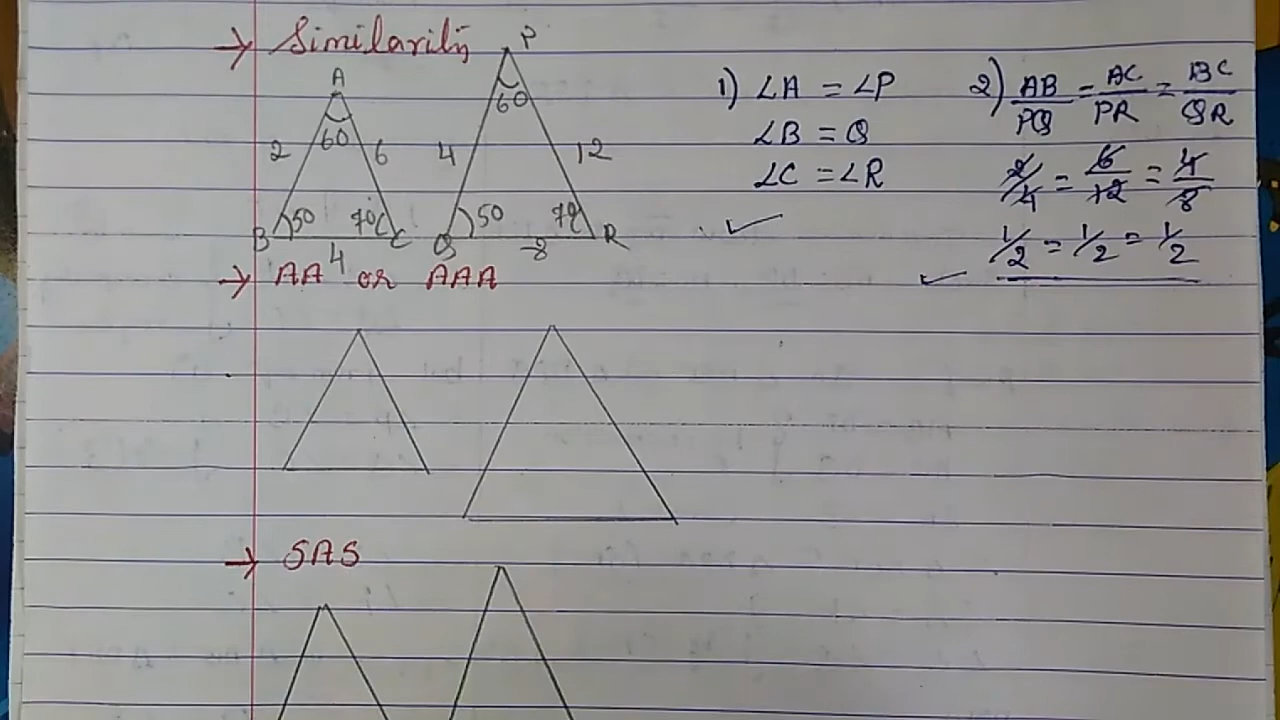 → Similarity
A
60
2
6
B
50
70
C
4
P
60
4
12
Q
50
70
R
8
1) ∠A = ∠P
∠B = Q
∠C = ∠R
✓
2) AB/PQ = AC/PR = BC/QR
2/4 = 6/12 = 4/8
1/2 = 1/2 = 1/2
✓
→ AA or AAA
→ SAS